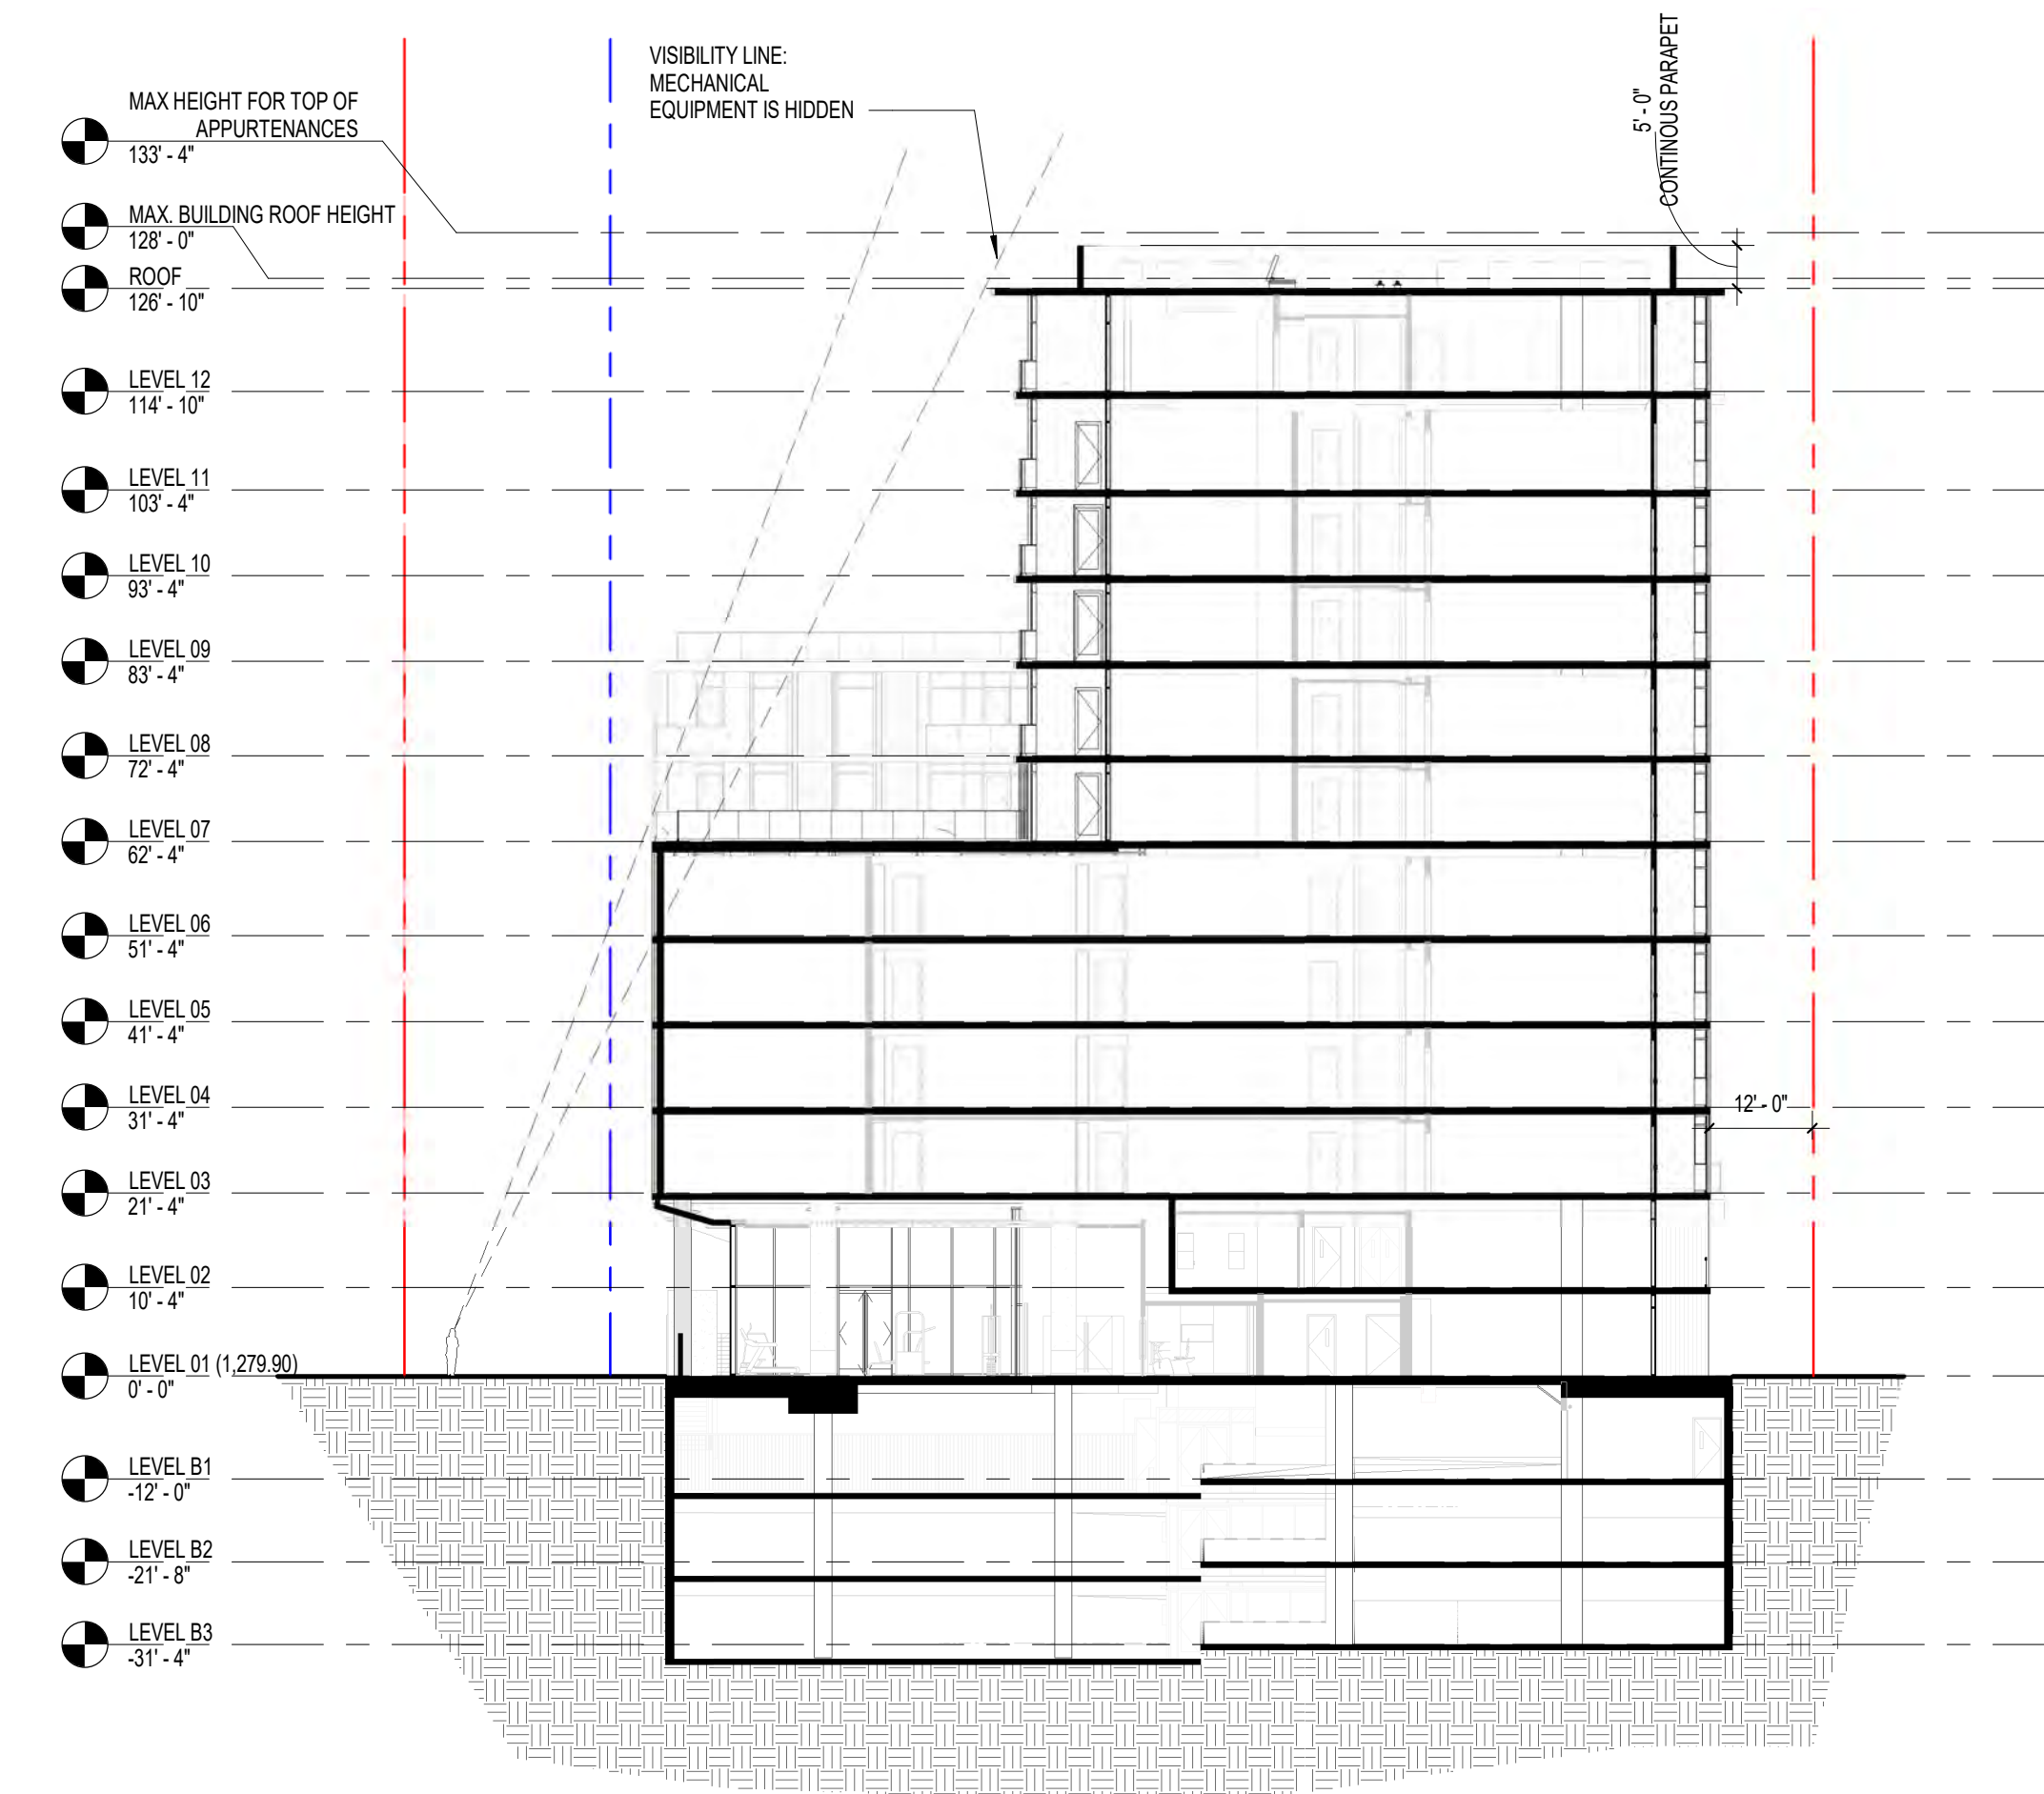 VISIBILITY LINE:
MECHANICAL
EQUIPMENT IS HIDDEN
5' - 0"
CONTINOUS PARAPET
MAX HEIGHT FOR TOP OF
APPURTENANCES
133' - 4"
MAX. BUILDING ROOF HEIGHT
128' - 0"
ROOF
126' - 10"
LEVEL 12
114' - 10"
LEVEL 11
103' - 4"
LEVEL 10
93' - 4"
LEVEL 09
83' - 4"
LEVEL 08
72' - 4"
LEVEL 07
62' - 4"
LEVEL 06
51' - 4"
LEVEL 05
41' - 4"
LEVEL 04
31' - 4"
12' - 0"
LEVEL 03
21' - 4"
LEVEL 02
10' - 4"
LEVEL 01 (1,279.90)
0' - 0"
LEVEL B1
-12' - 0"
LEVEL B2
-21' - 8"
LEVEL B3
-31' - 4"